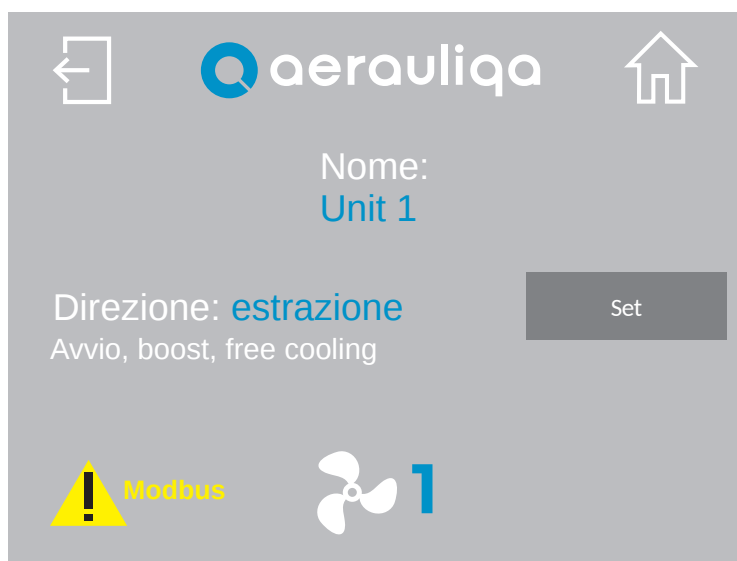 aerauliqa
Nome:
Unit 1
Direzione: estrazione
Set
Avvio, boost, free cooling
Modbus
1